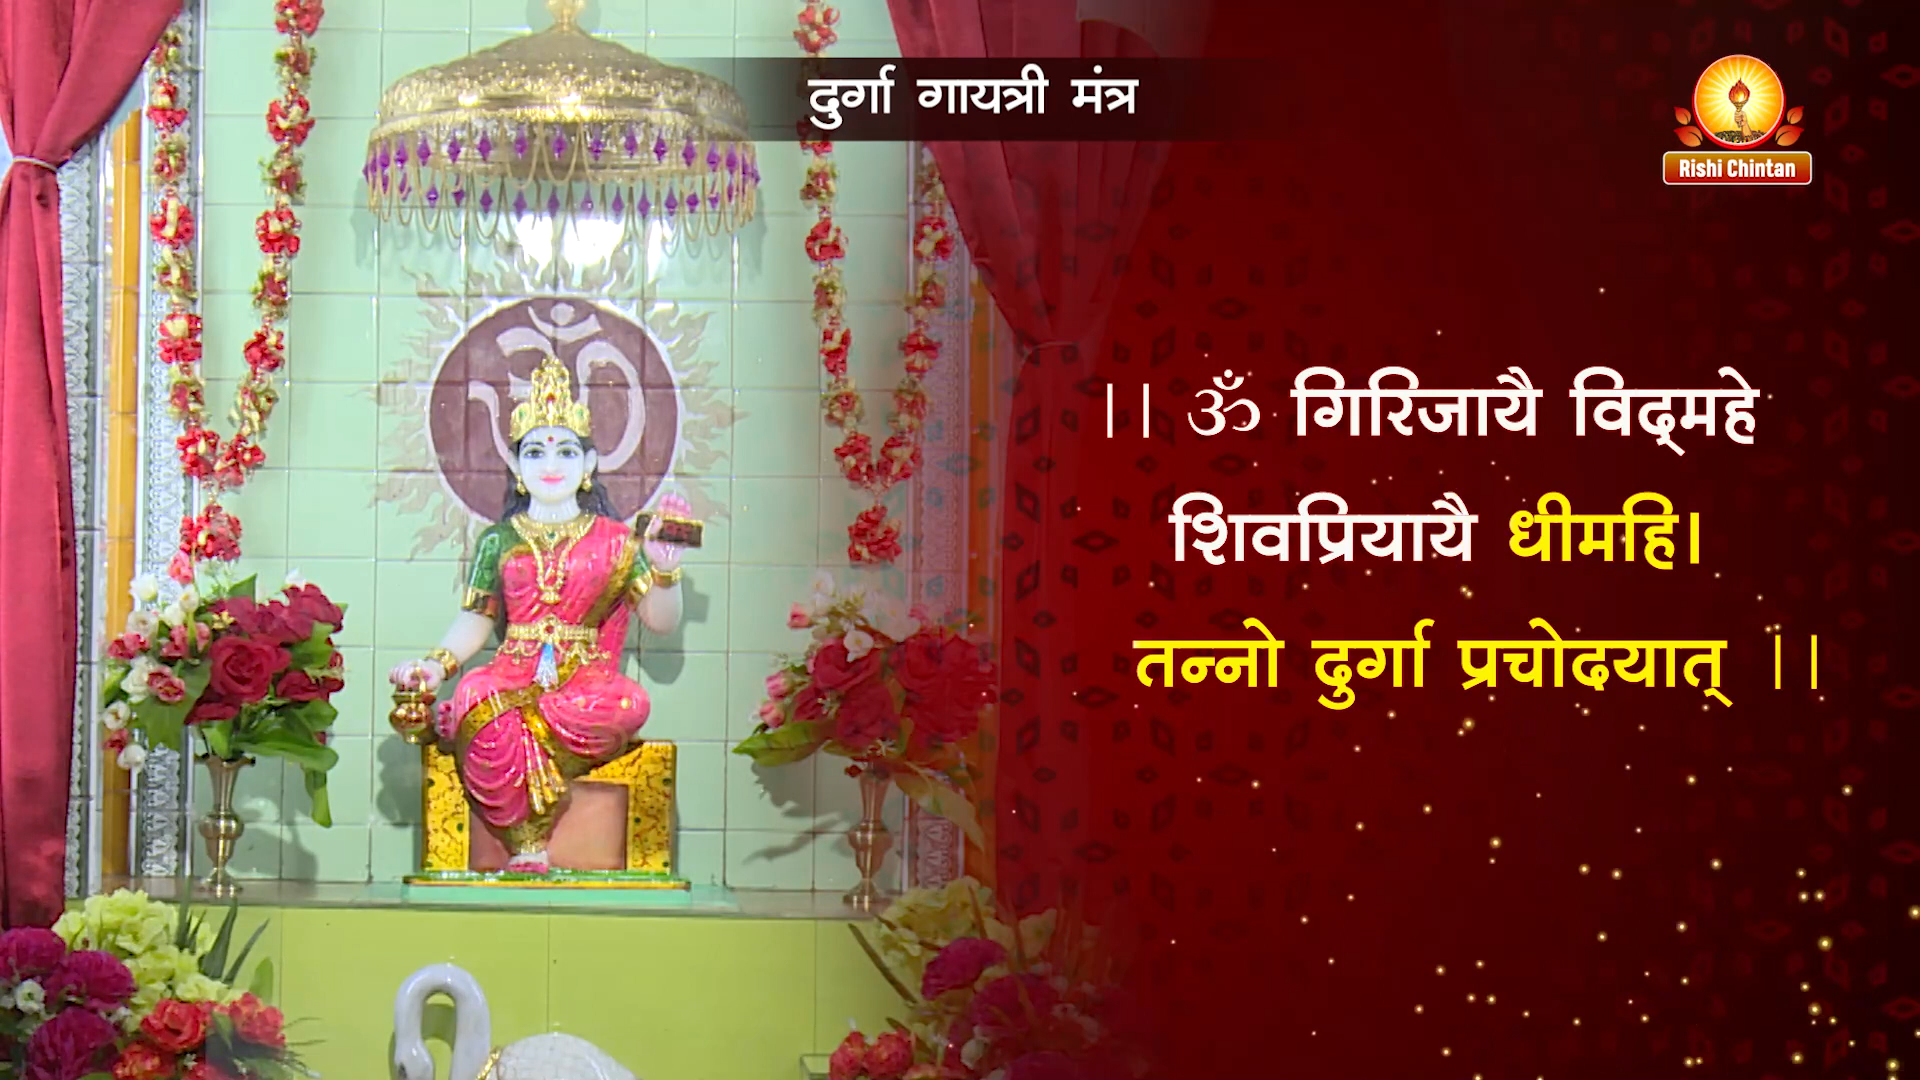 दुर्गा गायत्री मंत्र
Rishi Chintan
।। ॐ गिरिजायै विद्‌महे
शिवप्रियायै धीमहि।
तन्नो दुर्गा प्रचोदयात् ।।